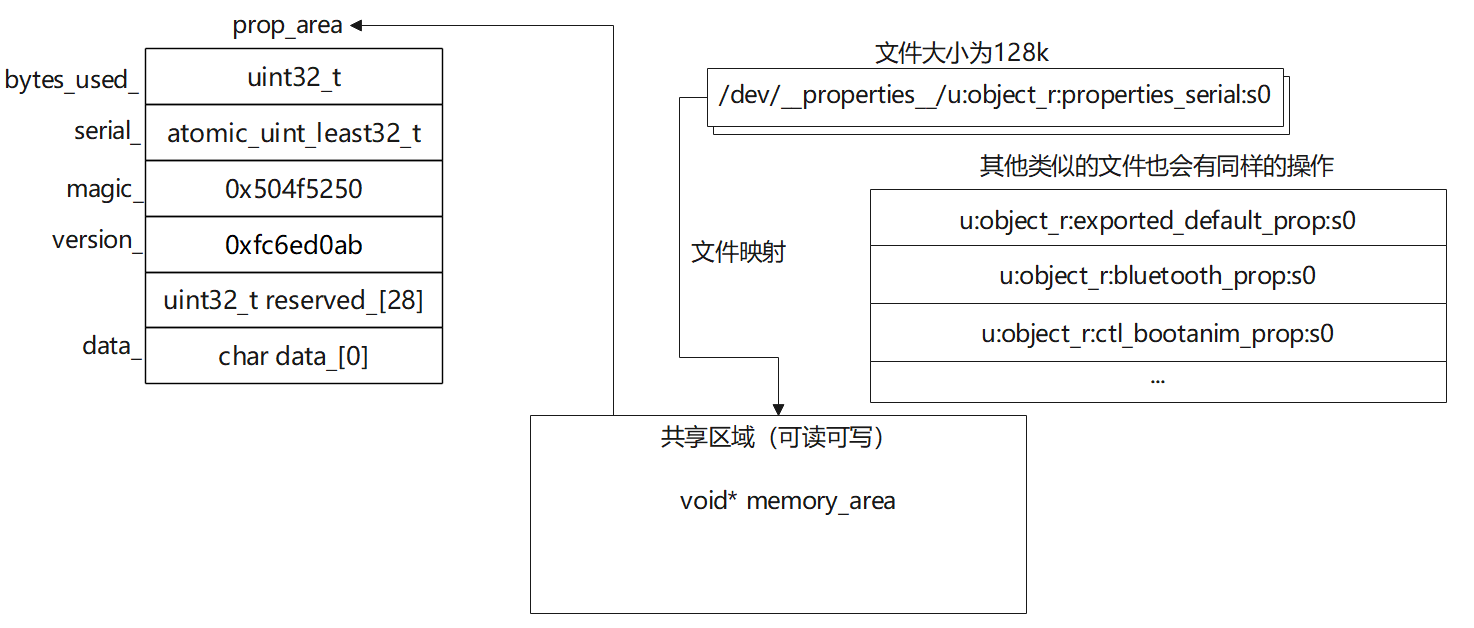 prop_area
bytes_used_
uint32_t
serial_
atomic_uint_least32_t
magic_
0x504f5250
version_
0xfc6ed0ab
uint32_t reserved_[28]
data_
char data_[0]
文件大小为128k
/dev/__properties__/u:object_r:properties_serial:s0
其他类似的文件也会有同样的操作
u:object_r:exported_default_prop:s0
u:object_r:bluetooth_prop:s0
u:object_r:ctl_bootanim_prop:s0
...
文件映射
共享区域（可读可写）
void* memory_area